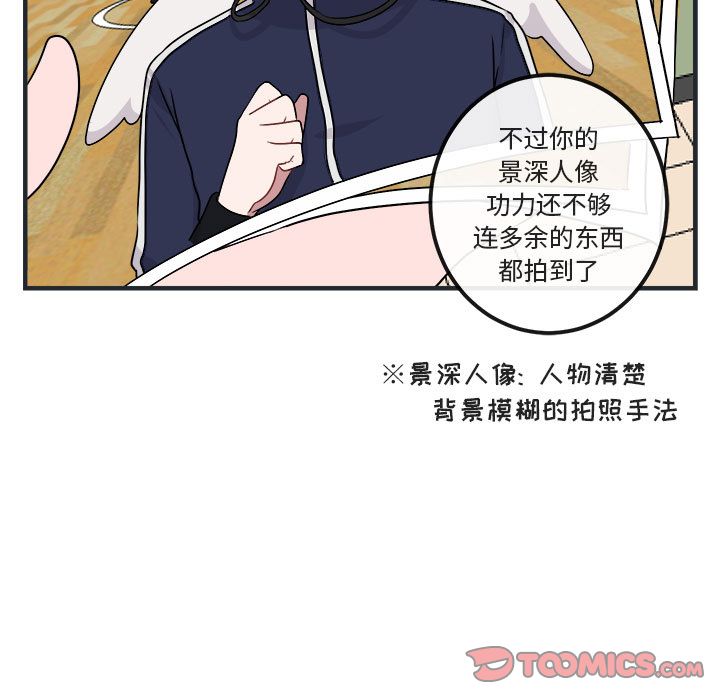 不过你的
景深人像
功力还不够
连多余的东西
都拍到了
※景深人像: 人物清楚
背景模糊的拍照手法
TOOMICS.com